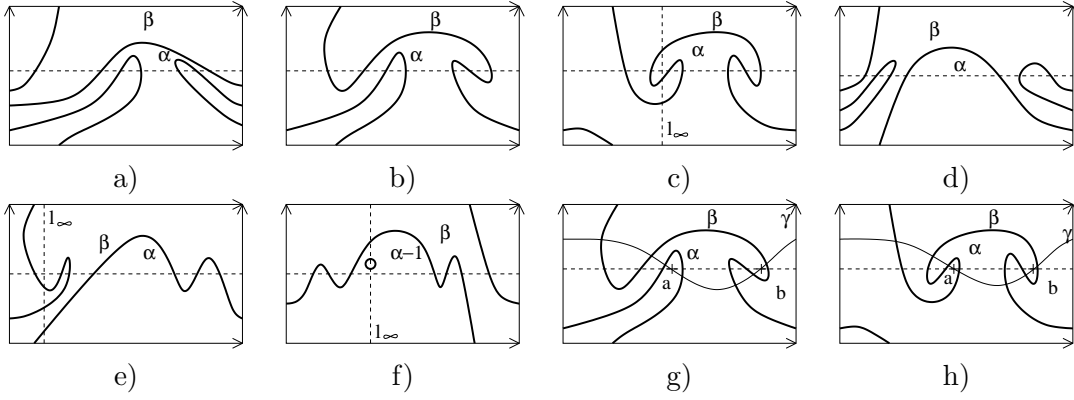 β α
β α
β α l∞
β α
a) b) c) d)
l∞ β α
α−1 β l∞
β γ α a b
β γ α a b
e) f) g) h)